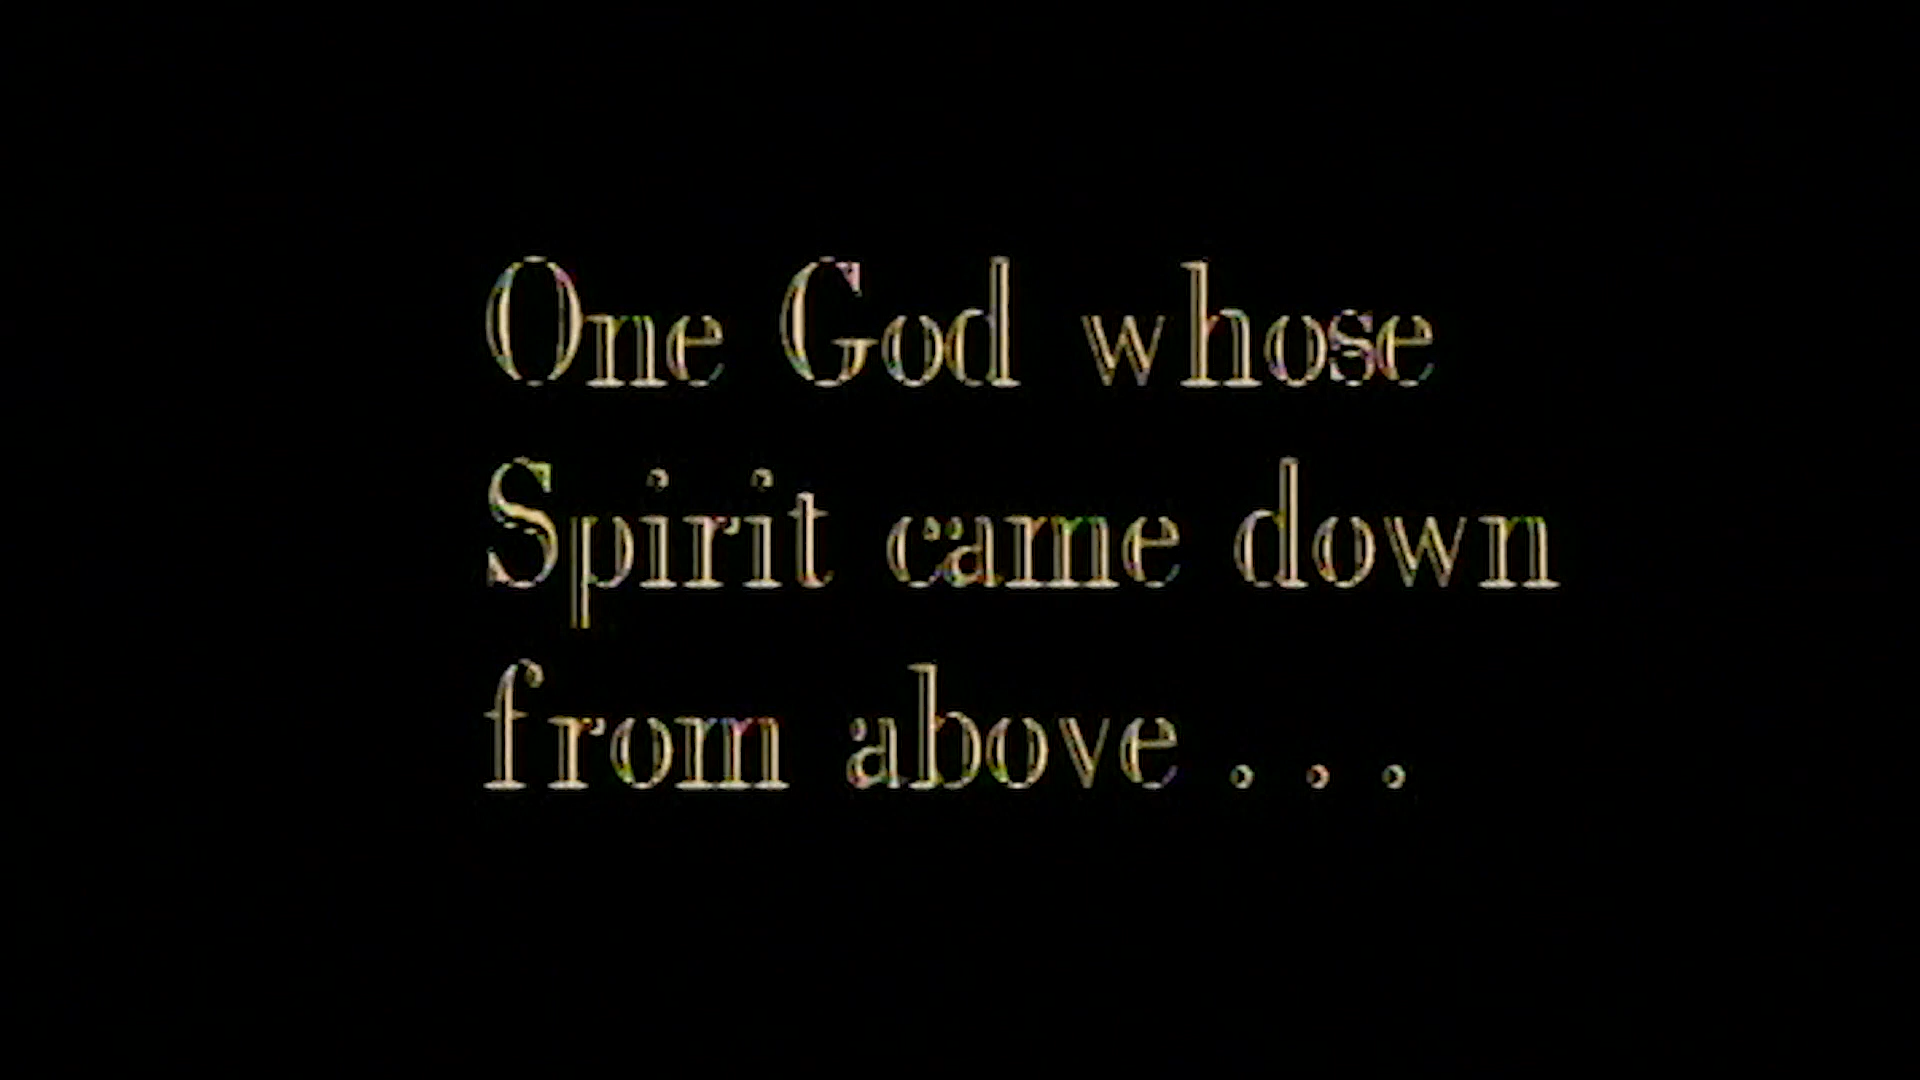 One God whose
Spirit came down
from above . . .